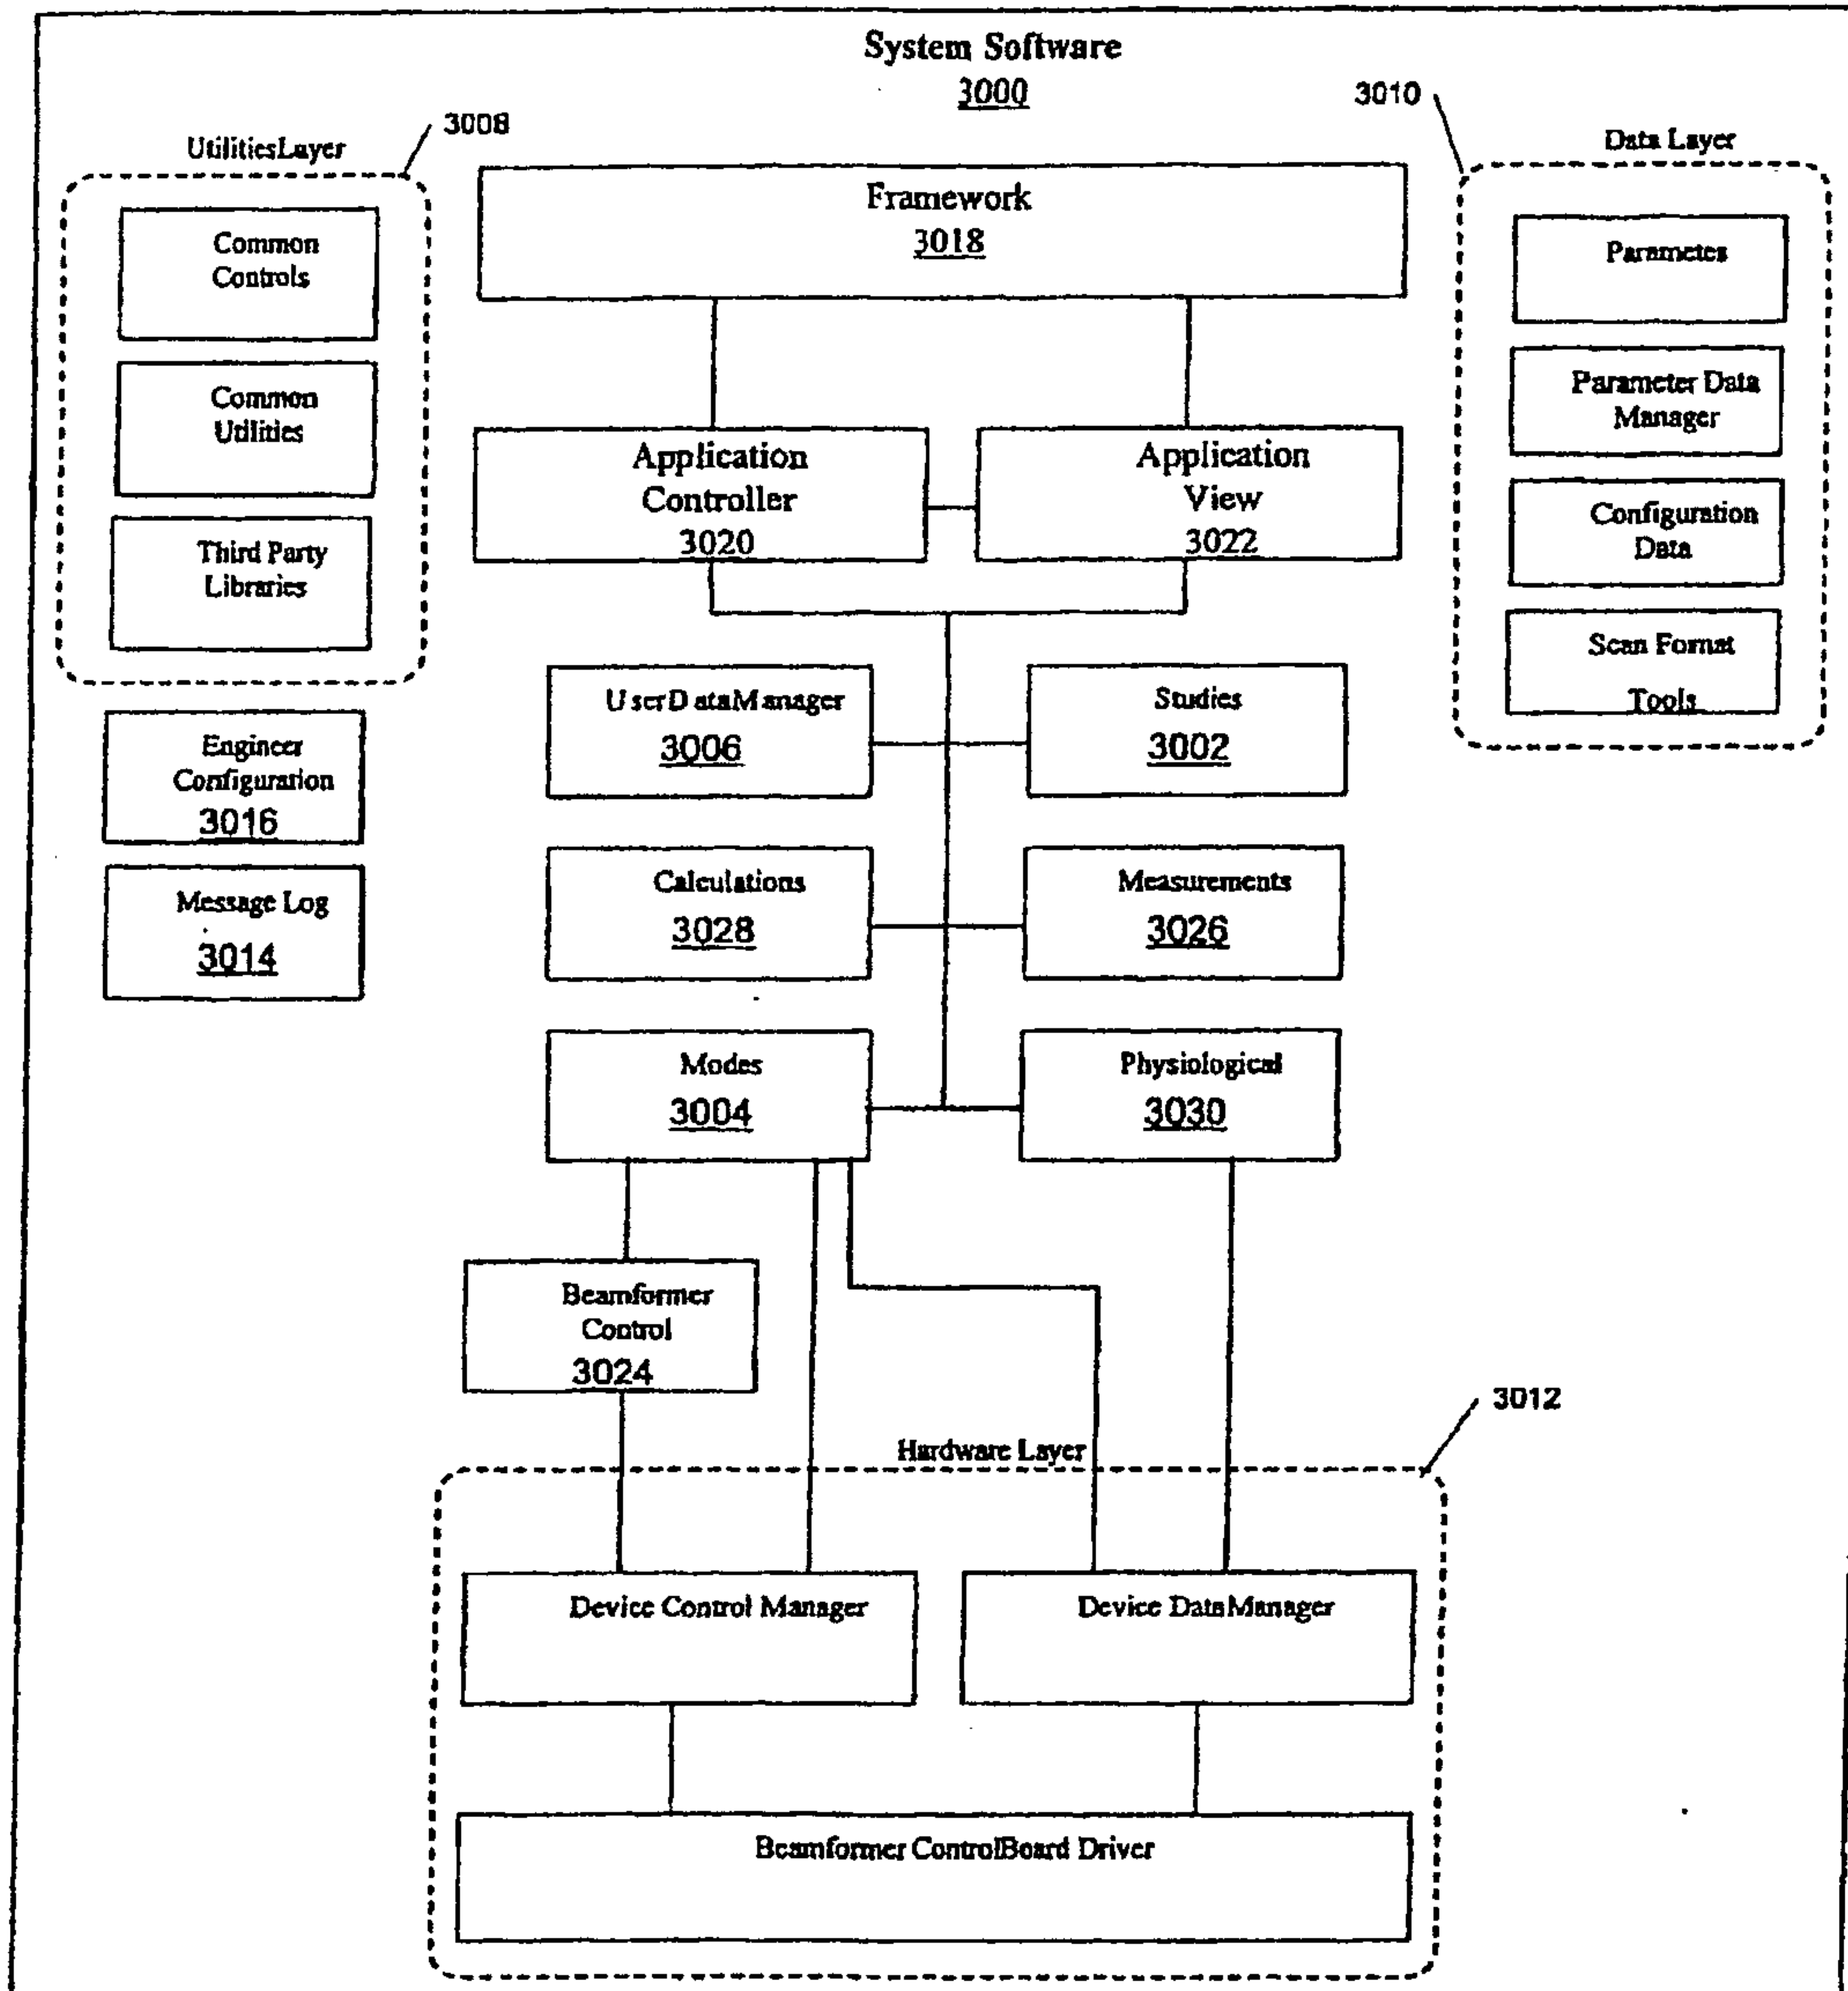 System Software
3000
3010
3008
UtilitiesLayer
Data Layer
Common
Controls
Common
Utilities
Third Party
Libraries
Framework
3018
Parametes
Parameter Data
Manager
Configuration
Data
Scan Format
Tools
Application
Controller
3020
Application
View
3022
UserDataManager
3006
Studies
3002
Engineer
Configuration
3016
Message Log
3014
Calculations
3028
Measurements
3026
Modes
3004
Physiological
3030
Beamformer
Control
3024
3012
Hardware Layer
Device Control Manager
Device DataManager
Beamformer ControlBoard Driver